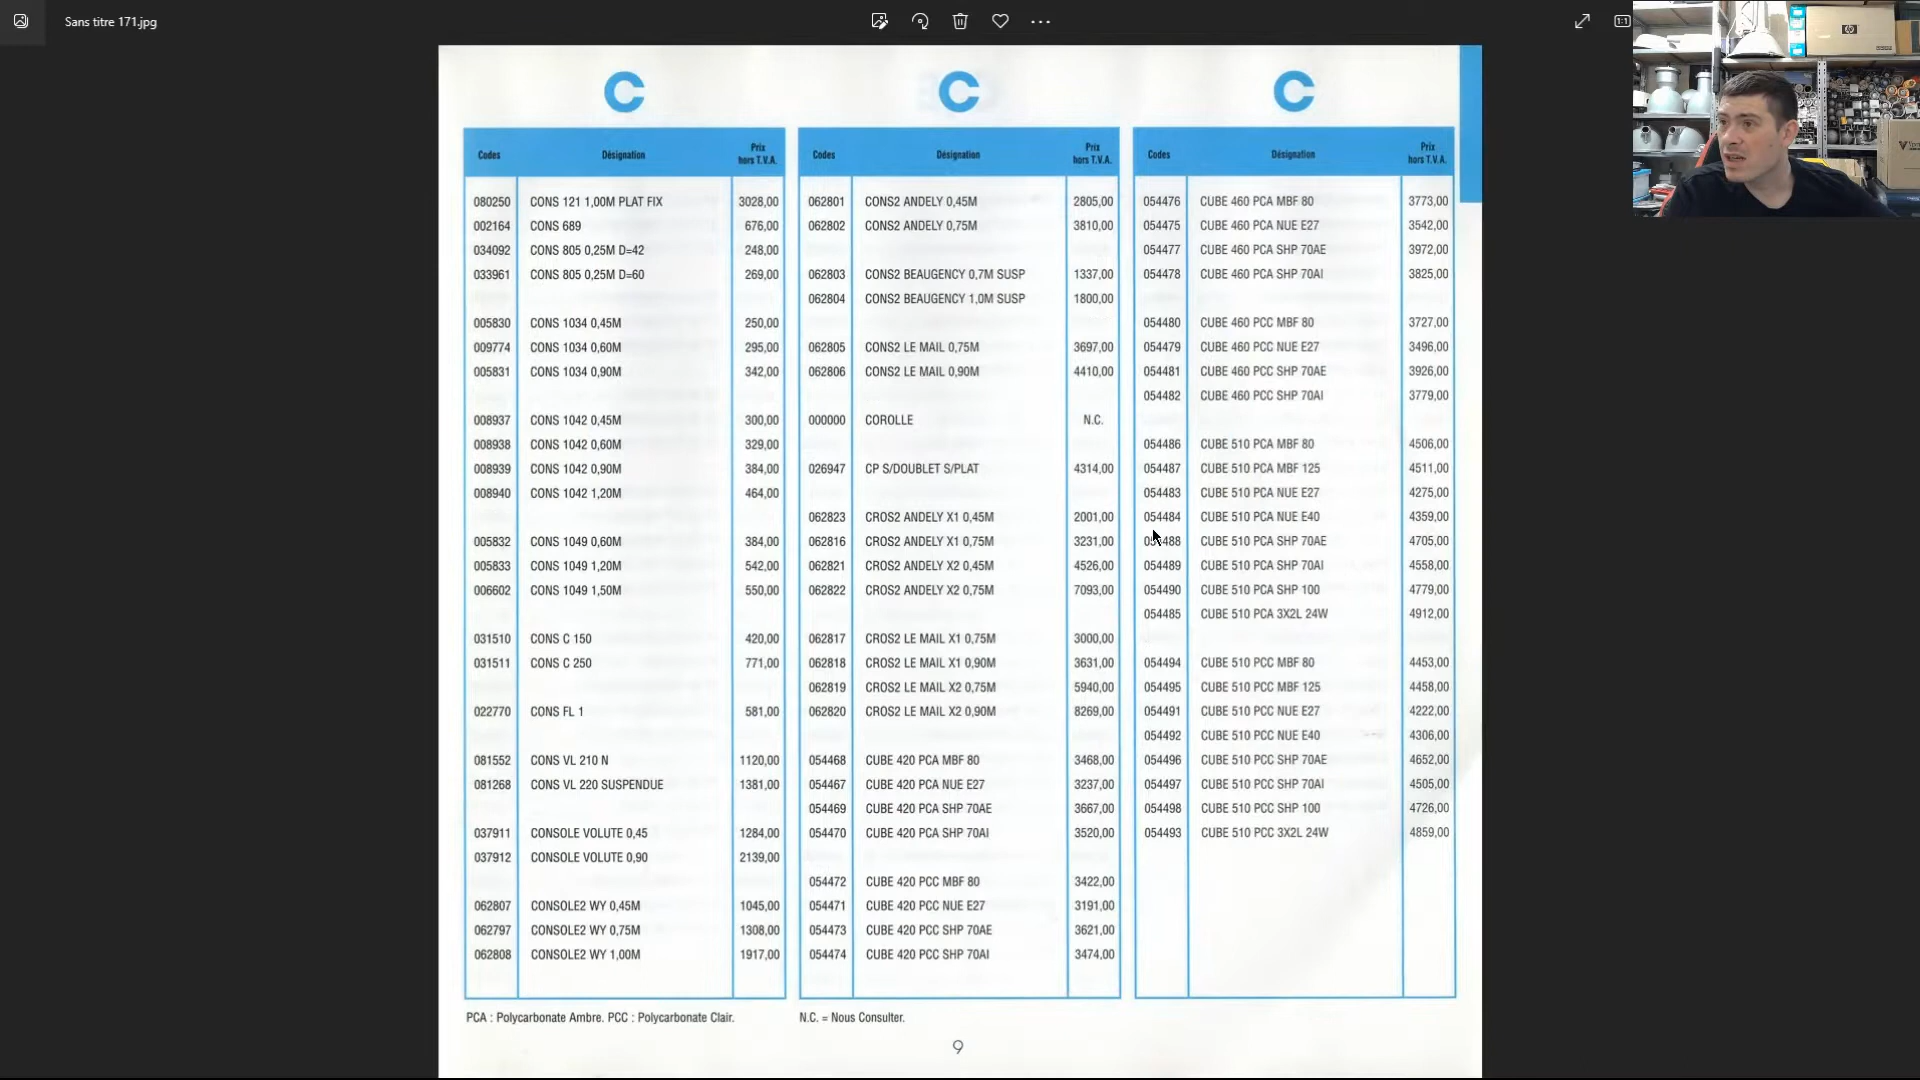 Sans titre 171.jpg
C
Codes Désignation Prix hors T.V.A.
080250 CONS 121 1,00M PLAT FIX 3028,00
002164 CONS 689 676,00
034092 CONS 805 0,25M D=42 248,00
033961 CONS 805 0,25M D=60 269,00
005830 CONS 1034 0,45M 250,00
009774 CONS 1034 0,60M 295,00
005831 CONS 1034 0,90M 342,00
008937 CONS 1042 0,45M 300,00
008938 CONS 1042 0,60M 329,00
008939 CONS 1042 0,90M 384,00
008940 CONS 1042 1,20M 464,00
005832 CONS 1049 0,60M 384,00
005833 CONS 1049 1,20M 542,00
006602 CONS 1049 1,50M 550,00
031510 CONS C 150 420,00
031511 CONS C 250 771,00
022770 CONS FL 1 581,00
081552 CONS VL 210 N 1120,00
081268 CONS VL 220 SUSPENDUE 1381,00
037911 CONSOLE VOLUTE 0,45 1284,00
037912 CONSOLE VOLUTE 0,90 2139,00
062807 CONSOLE2 WY 0,45M 1045,00
062797 CONSOLE2 WY 0,75M 1308,00
062808 CONSOLE2 WY 1,00M 1917,00
C
Codes Désignation Prix hors T.V.A.
062801 CONS2 ANDELY 0,45M 2805,00
062802 CONS2 ANDELY 0,75M 3810,00
062803 CONS2 BEAUGENCY 0,7M SUSP 1337,00
062804 CONS2 BEAUGENCY 1,0M SUSP 1800,00
062805 CONS2 LE MAIL 0,75M 3697,00
062806 CONS2 LE MAIL 0,90M 4410,00
000000 COROLLE N.C.
026947 CP S/DOUBLET S/PLAT 4314,00
062823 CROS2 ANDELY X1 0,45M 2001,00
062816 CROS2 ANDELY X1 0,75M 3231,00
062821 CROS2 ANDELY X2 0,45M 4526,00
062822 CROS2 ANDELY X2 0,75M 7093,00
062817 CROS2 LE MAIL X1 0,75M 3000,00
062818 CROS2 LE MAIL X1 0,90M 3631,00
062819 CROS2 LE MAIL X2 0,75M 5940,00
062820 CROS2 LE MAIL X2 0,90M 8269,00
054468 CUBE 420 PCA MBF 80 3468,00
054467 CUBE 420 PCA NUE E27 3237,00
054469 CUBE 420 PCA SHP 70AE 3667,00
054470 CUBE 420 PCA SHP 70AI 3520,00
054472 CUBE 420 PCC MBF 80 3422,00
054471 CUBE 420 PCC NUE E27 3191,00
054473 CUBE 420 PCC SHP 70AE 3621,00
054474 CUBE 420 PCC SHP 70AI 3474,00
C
Codes Désignation Prix hors T.V.A.
054476 CUBE 460 PCA MBF 80 3773,00
054475 CUBE 460 PCA NUE E27 3542,00
054477 CUBE 460 PCA SHP 70AE 3972,00
054478 CUBE 460 PCA SHP 70AI 3825,00
054480 CUBE 460 PCC MBF 80 3727,00
054479 CUBE 460 PCC NUE E27 3496,00
054481 CUBE 460 PCC SHP 70AE 3926,00
054482 CUBE 460 PCC SHP 70AI 3779,00
054486 CUBE 510 PCA MBF 80 4506,00
054487 CUBE 510 PCA MBF 125 4511,00
054483 CUBE 510 PCA NUE E27 4275,00
054484 CUBE 510 PCA NUE E40 4359,00
054488 CUBE 510 PCA SHP 70AE 4705,00
054489 CUBE 510 PCA SHP 70AI 4558,00
054490 CUBE 510 PCA SHP 100 4779,00
054485 CUBE 510 PCA 3X2L 24W 4912,00
054494 CUBE 510 PCC MBF 80 4453,00
054495 CUBE 510 PCC MBF 125 4458,00
054491 CUBE 510 PCC NUE E27 4222,00
054492 CUBE 510 PCC NUE E40 4306,00
054496 CUBE 510 PCC SHP 70AE 4652,00
054497 CUBE 510 PCC SHP 70AI 4505,00
054498 CUBE 510 PCC SHP 100 4726,00
054493 CUBE 510 PCC 3X2L 24W 4859,00
PCA : Polycarbonate Ambre. PCC : Polycarbonate Clair.
N.C. = Nous Consulter.
9
hp